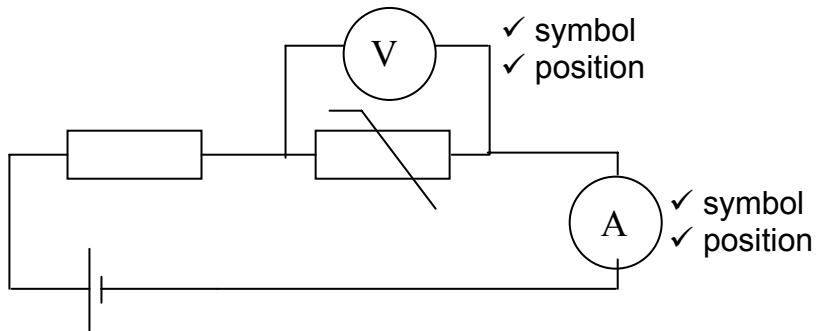 V
✓ symbol
✓ position
A
✓ symbol
✓ position